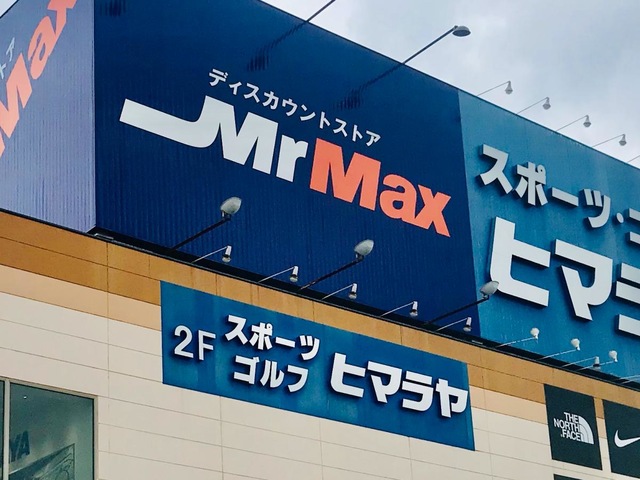 ディスカウントストア
MrMax
Max
スポーツ・
ヒマラ
2F
スポーツ
ゴルフ
ヒマラヤ
THE
NORTH
FACE